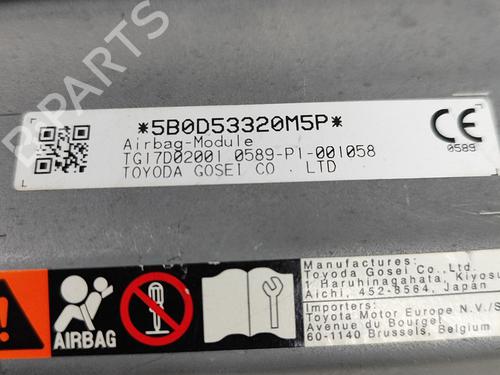 B PARTS
*5B0D53320M5P*
Airbag-Module
TG17D02001 0589-P1-001058
TOYODA GOSEI CO . LTD
CE
0589
AIRBAG
Manufactures:
Toyoda Gosei Co., Ltd.
1 Haruhinagahata, Kiyosu
Aichi, 452-8564, Japan
Importers:
Toyota Motor Europe N.V./S
Avenue du Bourget
60-1140 Brussels, Belgium